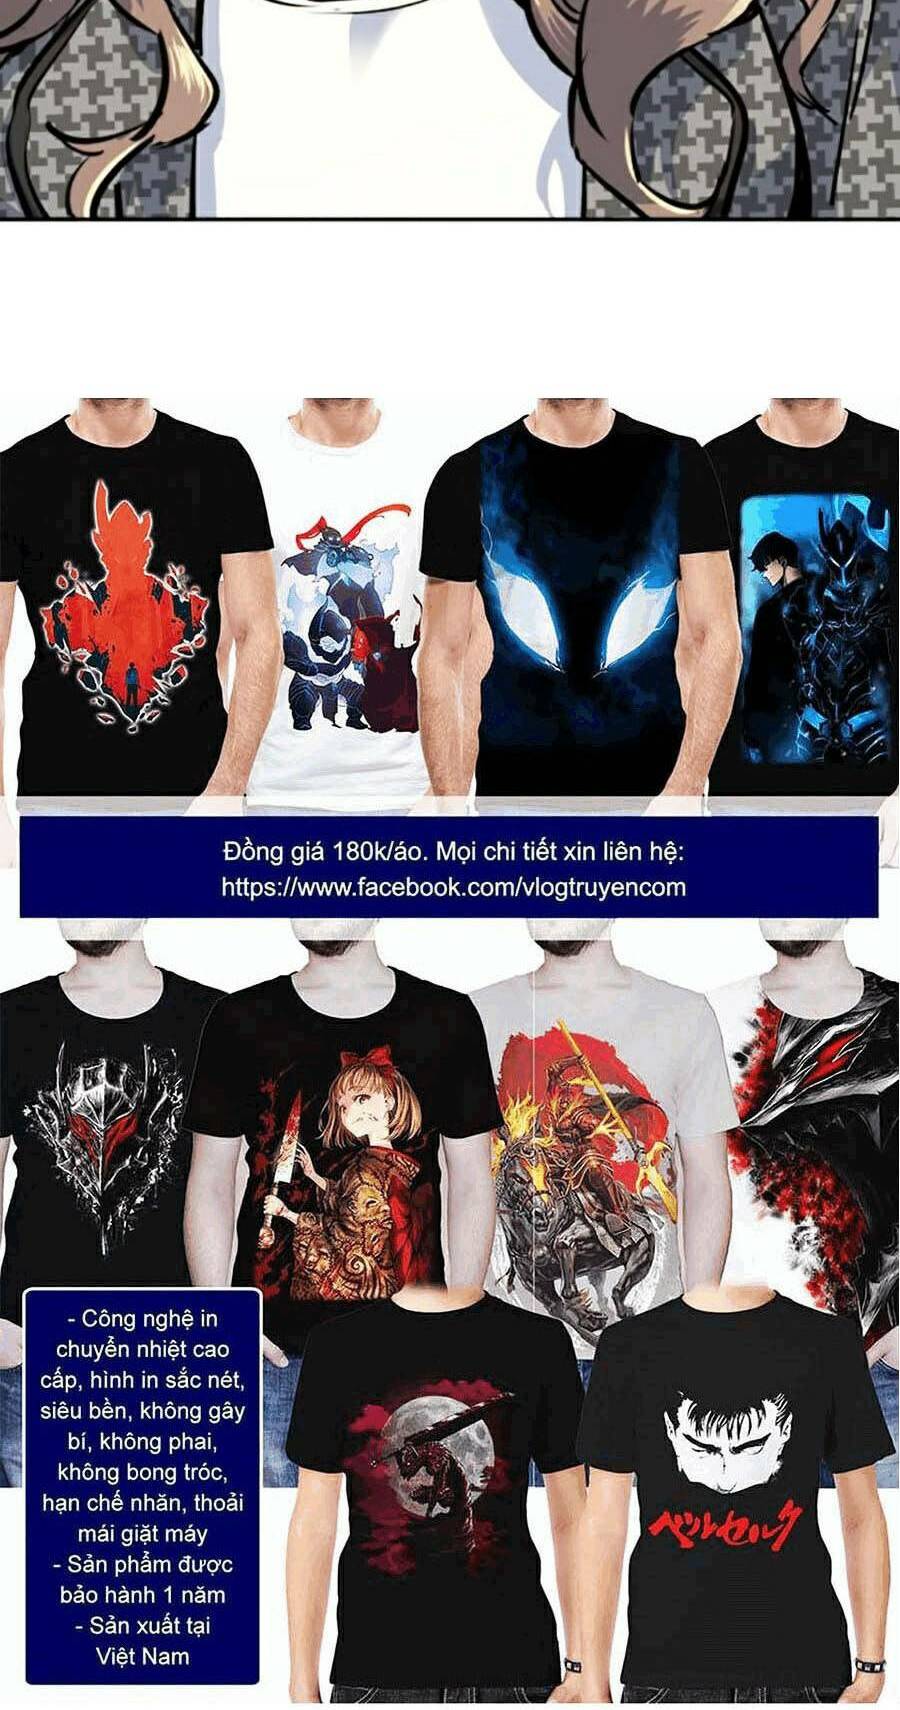 Đồng giá 180k/áo. Mọi chi tiết xin liên hệ:
https://www.facebook.com/vlogtruyencom
- Công nghệ in
chuyển nhiệt cao
cấp, hình in sắc nét,
siêu bền, không gây
bí, không phai,
không bong tróc,
hạn chế nhăn, thoải
mái giặt máy
- Sản phẩm được
bảo hành 1 năm
- Sản xuất tại
Việt Nam
ベルセルク